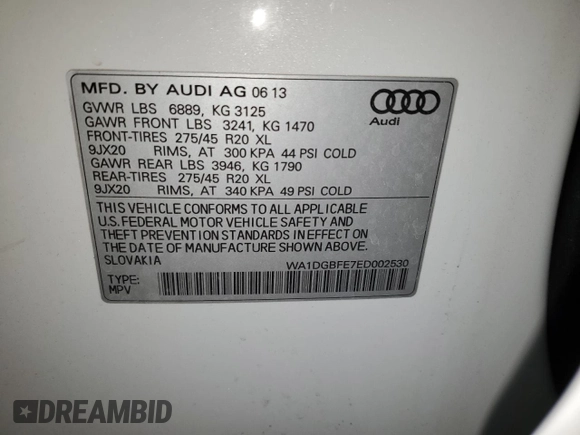 MFD. BY AUDI AG 06 13
GVWR LBS 6889, KG 3125
GAWR FRONT LBS 3241, KG 1470
FRONT-TIRES 275/45 R20 XL
9JX20 RIMS, AT 300 KPA 44 PSI COLD
GAWR REAR LBS 3946, KG 1790
REAR-TIRES 275/45 R20 XL
9JX20 RIMS, AT 340 KPA 49 PSI COLD
Audi
THIS VEHICLE CONFORMS TO ALL APPLICABLE
U.S. FEDERAL MOTOR VEHICLE SAFETY AND
THEFT PREVENTION STANDARDS IN EFFECT ON
THE DATE OF MANUFACTURE SHOWN ABOVE.
SLOVAKIA
WA1DGBFE7ED002530
TYPE:
MPV
DREAMBID